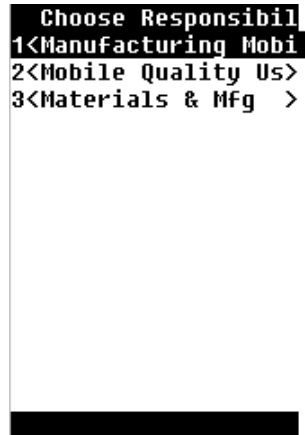 Choose Responsibil
1<Manufacturing Mobi
2<Mobile Quality Us>
3<Materials & Mfg >